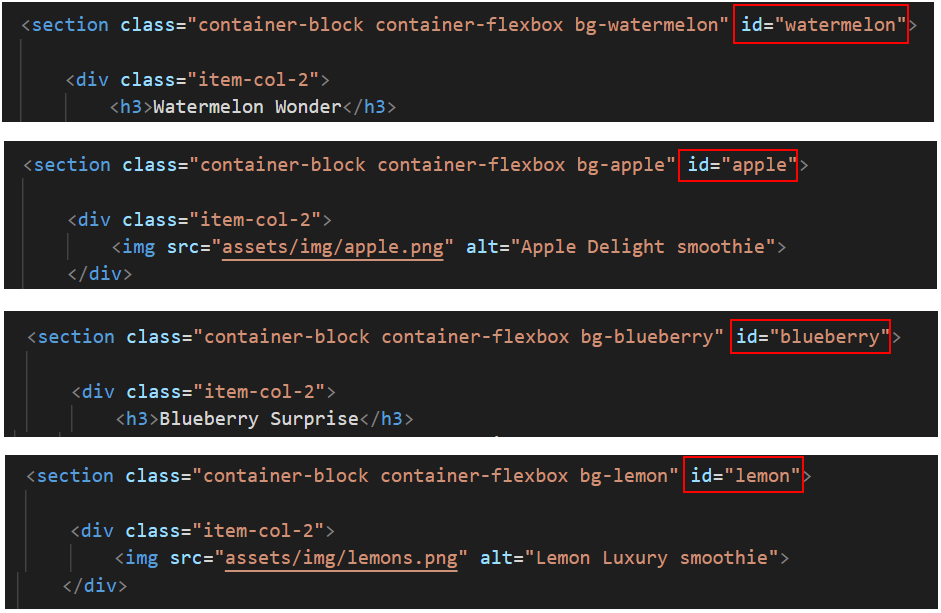 <section class="container-block container-flexbox bg-watermelon" id="watermelon">
<div class="item-col-2">
<h3>Watermelon Wonder</h3>
<section class="container-block container-flexbox bg-apple" id="apple">
<div class="item-col-2">
<img src="assets/img/apple.png" alt="Apple Delight smoothie">
</div>
<section class="container-block container-flexbox bg-blueberry" id="blueberry">
<div class="item-col-2">
<h3>Blueberry Surprise</h3>
<section class="container-block container-flexbox bg-lemon" id="lemon">
<div class="item-col-2">
<img src="assets/img/lemons.png" alt="Lemon Luxury smoothie">
</div>